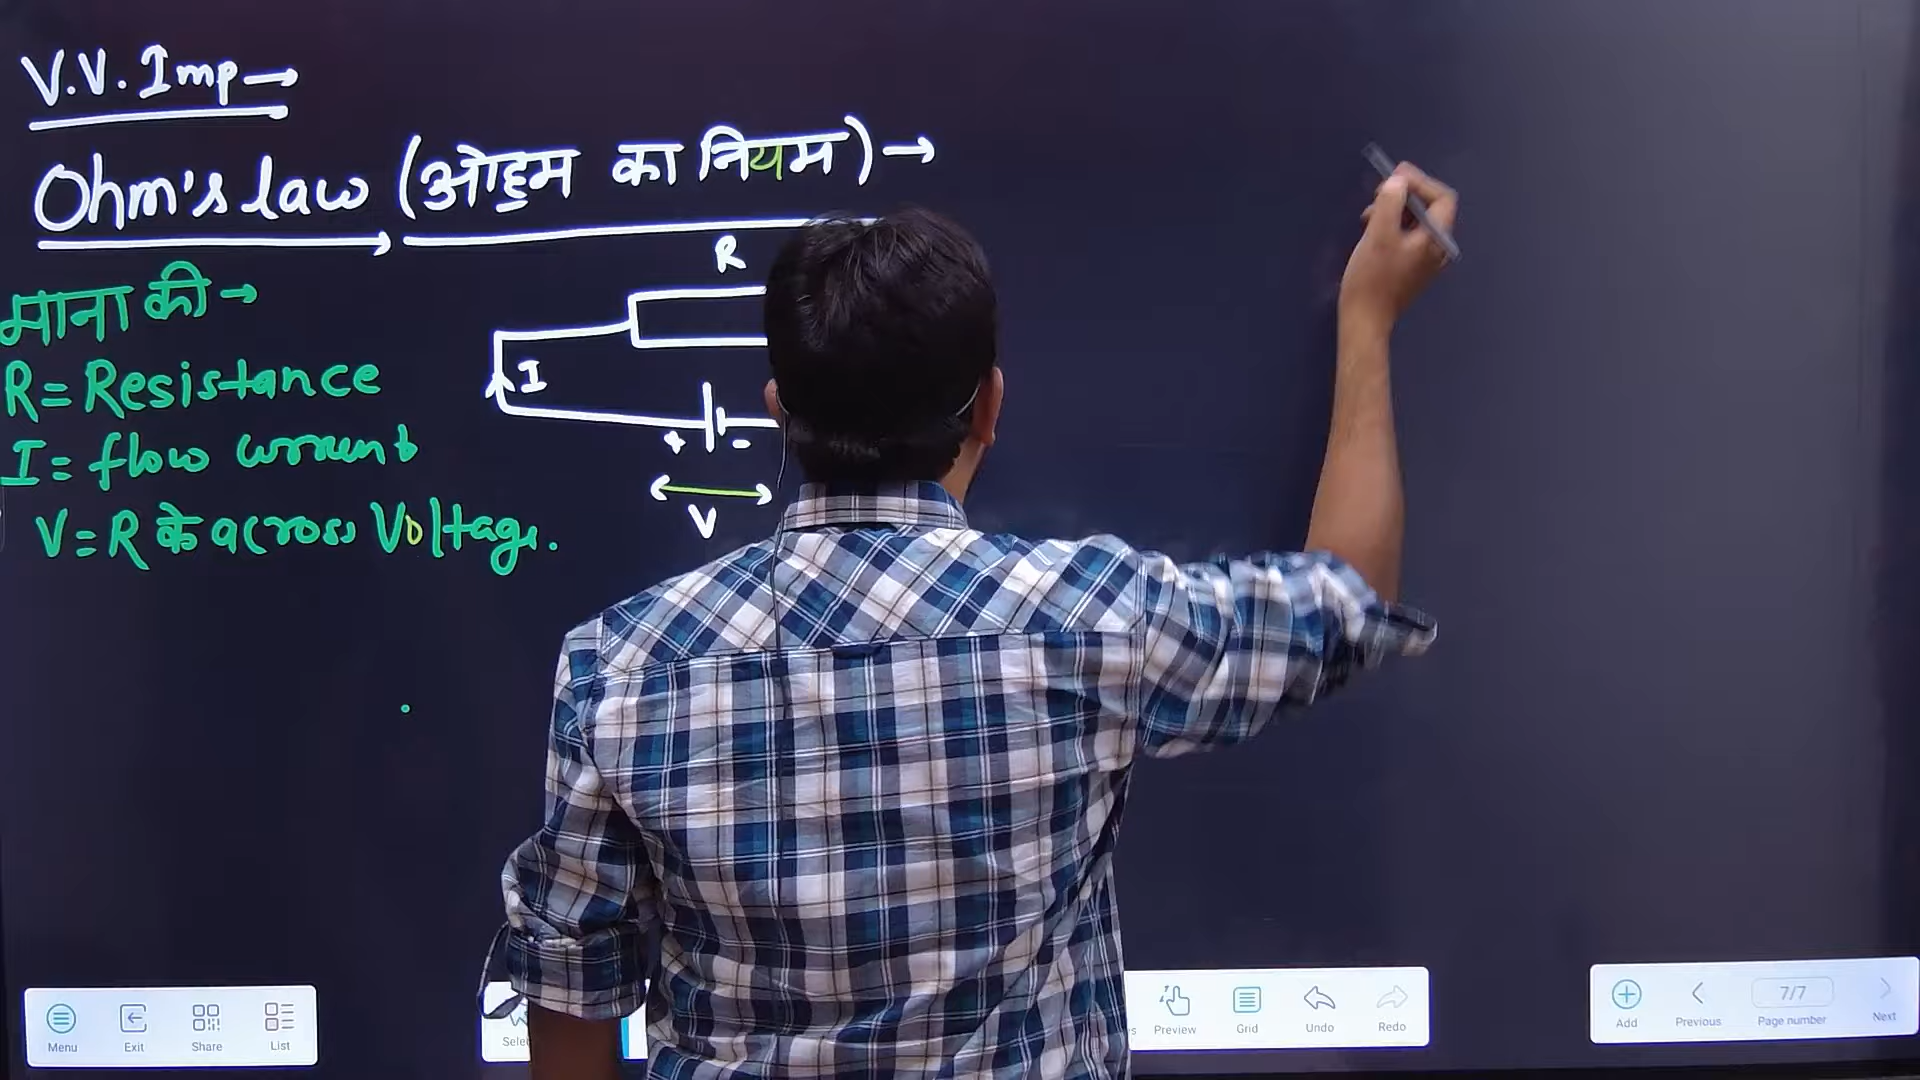 V.V. Imp→
Ohm's law (ओहम का नियम)→
R
माना की→
I
R = Resistance
+ -
I = flow current
V
V = R के across Voltage.
Menu
Exit
Share
List
Preview
Grid
Undo
Redo
Add
Previous
7/7
Page number
Next